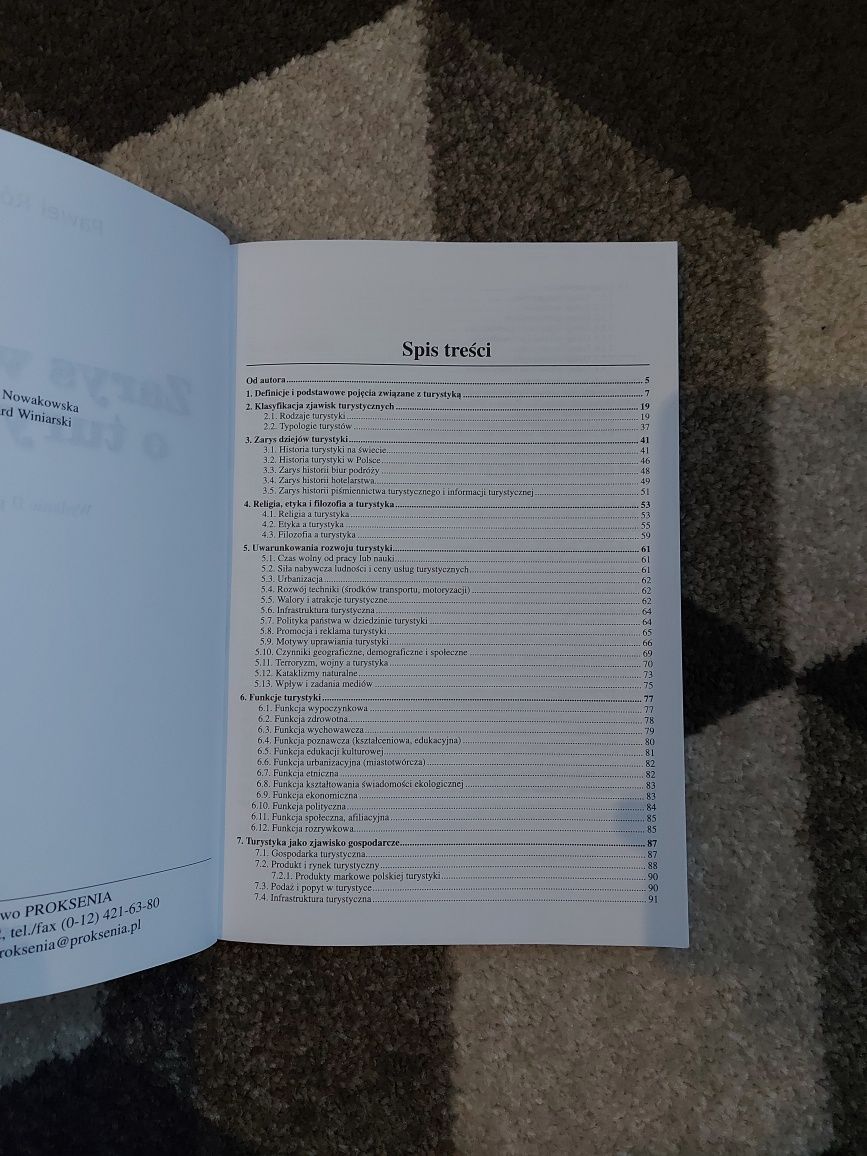 Nowakowska
ard Winiarski
wo PROKSENIA
tel./fax (0-12) 421-63-80
roksenia@proksenia.pl
Spis treści
Od autora 5
1. Definicje i podstawowe pojęcia związane z turystyką 7
2. Klasyfikacja zjawisk turystycznych 19
2.1. Rodzaje turystyki 19
2.2. Typologie turystów 37
3. Zarys dziejów turystyki 41
3.1. Historia turystyki na świecie 41
3.2. Historia turystyki w Polsce 46
3.3. Zarys historii biur podróży 48
3.4. Zarys historii hotelarstwa 49
3.5. Zarys historii piśmiennictwa turystycznego i informacji turystycznej 51
4. Religia, etyka i filozofia a turystyka 53
4.1. Religia a turystyka 53
4.2. Etyka a turystyka 55
4.3. Filozofia a turystyka 59
5. Uwarunkowania rozwoju turystyki 61
5.1. Czas wolny od pracy lub nauki 61
5.2. Siła nabywcza ludności i ceny usług turystycznych 61
5.3. Urbanizacja 62
5.4. Rozwój techniki (środków transportu, motoryzacji) 62
5.5. Walory i atrakcje turystyczne 62
5.6. Infrastruktura turystyczna 64
5.7. Polityka państwa w dziedzinie turystyki 64
5.8. Promocja i reklama turystyki 65
5.9. Motywy uprawiania turystyki 66
5.10. Czynniki geograficzne, demograficzne i społeczne 69
5.11. Terroryzm, wojny a turystyka 70
5.12. Kataklizmy naturalne 73
5.13. Wpływ i zadania mediów 75
6. Funkcje turystyki 77
6.1. Funkcja wypoczynkowa 77
6.2. Funkcja zdrowotna 78
6.3. Funkcja wychowawcza 79
6.4. Funkcja poznawcza (kształceniowa, edukacyjna) 80
6.5. Funkcja edukacji kulturowej 81
6.6. Funkcja urbanizacyjna (miastotwórcza) 82
6.7. Funkcja etniczna 82
6.8. Funkcja kształtowania świadomości ekologicznej 83
6.9. Funkcja ekonomiczna 83
6.10. Funkcja polityczna 84
6.11. Funkcja społeczna, afiliacyjna 85
6.12. Funkcja rozrywkowa 85
7. Turystyka jako zjawisko gospodarcze 87
7.1. Gospodarka turystyczna 87
7.2. Produkt i rynek turystyczny 88
7.2.1. Produkty markowe polskiej turystyki 90
7.3. Podaż i popyt w turystyce 90
7.4. Infrastruktura turystyczna 91